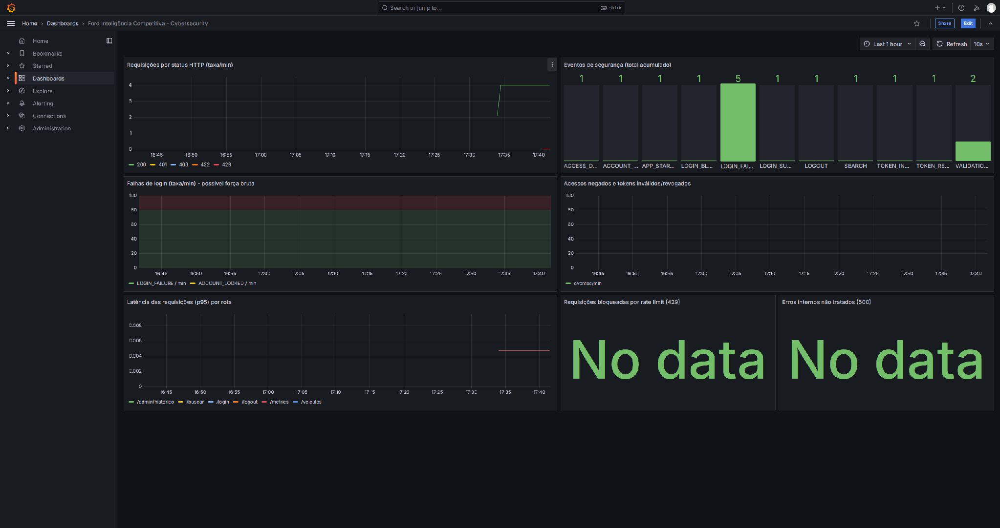 Search or jump to...
ctrl+k
Home › Dashboards › Ford Inteligência Competitiva - Cybersecurity
Share
Edit
Home
Bookmarks
Starred
Dashboards
Explore
Alerting
Connections
Administration
Last 1 hour
Refresh
10s
Requisições por status HTTP (taxa/min)
4
3
2
1
0
16:45 16:50 16:55 17:00 17:05 17:10 17:15 17:20 17:25 17:30 17:35 17:40
200 401 403 422 429
Eventos de segurança (total acumulado)
1 1 1 1 5 1 1 1 1 1 2
ACCESS_D... ACCOUNT_... APP_STAR... LOGIN_BL... LOGIN_FAI... LOGIN_SU... LOGOUT SEARCH TOKEN_IN... TOKEN_RE... VALIDATIO...
Falhas de login (taxa/min) - possível força bruta
100
80
60
40
20
0
16:45 16:50 16:55 17:00 17:05 17:10 17:15 17:20 17:25 17:30 17:35 17:40
LOGIN_FAILURE / min ACCOUNT_LOCKED / min
Acessos negados e tokens inválidos/revogados
100
80
60
40
20
0
16:45 16:50 16:55 17:00 17:05 17:10 17:15 17:20 17:25 17:30 17:35 17:40
eventos/min
Latência das requisições (p95) por rota
0.008
0.006
0.004
0.002
0
16:45 16:50 16:55 17:00 17:05 17:10 17:15 17:20 17:25 17:30 17:35 17:40
/admin/historico /buscar /login /logout /metrics /veiculos
Requisições bloqueadas por rate limit (429)
No data
Erros internos não tratados (500)
No data